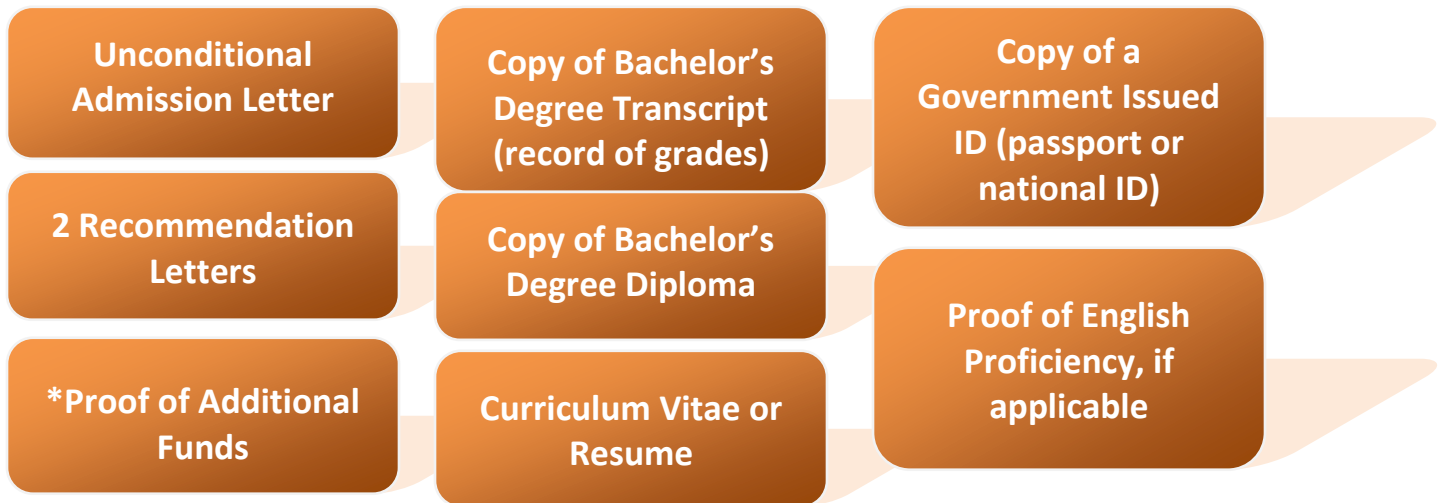 Unconditional
Admission Letter
2 Recommendation
Letters
*Proof of Additional
Funds
Copy of Bachelor’s
Degree Transcript
(record of grades)
Copy of Bachelor’s
Degree Diploma
Curriculum Vitae or
Resume
Copy of a
Government Issued
ID (passport or
national ID)
Proof of English
Proficiency, if
applicable